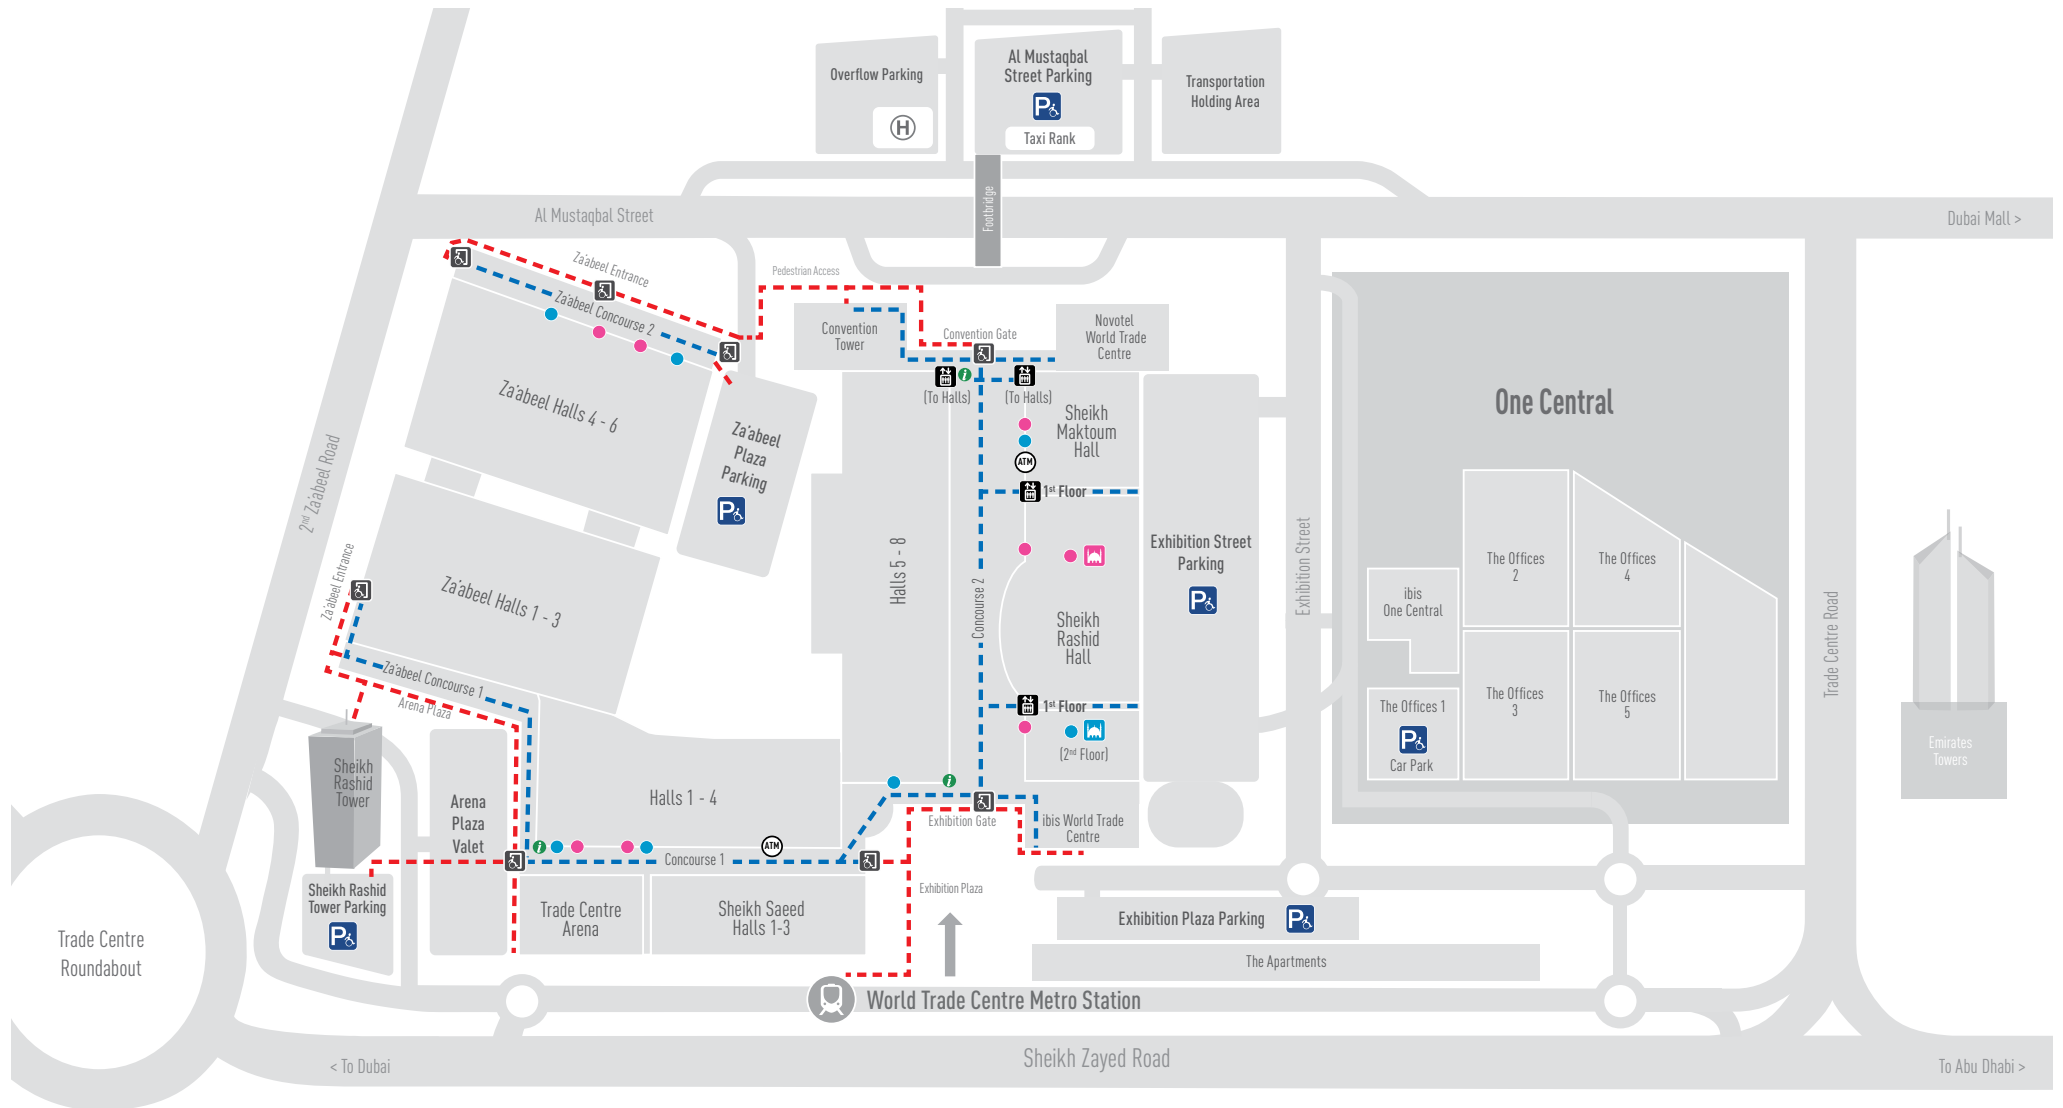 Overflow Parking
H
Al Mustaqbal
Street Parking
P
Taxi Rank
Transportation
Holding Area
Footbridge
Al Mustaqbal Street
Dubai Mall >
Za'abeel Entrance
Za'abeel Concourse 2
Pedestrian Access
Convention
Tower
Convention Gate
Novotel
World Trade
Centre
i
(To Halls)
(To Halls)
Za'abeel Halls 4 - 6
Za'abeel
Plaza
Parking
P
Sheikh
Maktoum
Hall
ATM
1st Floor
One Central
2nd Za'abeel Road
Halls 5 - 8
Concourse 2
Exhibition Street
Parking
P
Exhibition Street
The Offices
2
The Offices
4
ibis
One Central
Za'abeel Entrance
Za'abeel Halls 1 - 3
Sheikh
Rashid
Hall
Trade Centre Road
Za'abeel Concourse 1
Arena Plaza
1st Floor
(2nd Floor)
The Offices 1
P
Car Park
The Offices
3
The Offices
5
Emirates
Towers
Sheikh
Rashid
Tower
Arena
Plaza
Valet
Halls 1 - 4
i
Exhibition Gate
ibis World Trade
Centre
i
ATM
Concourse 1
Sheikh Rashid
Tower Parking
P
Trade Centre
Arena
Sheikh Saeed
Halls 1-3
Exhibition Plaza
Exhibition Plaza Parking
P
The Apartments
Trade Centre
Roundabout
World Trade Centre Metro Station
Sheikh Zayed Road
< To Dubai
To Abu Dhabi >